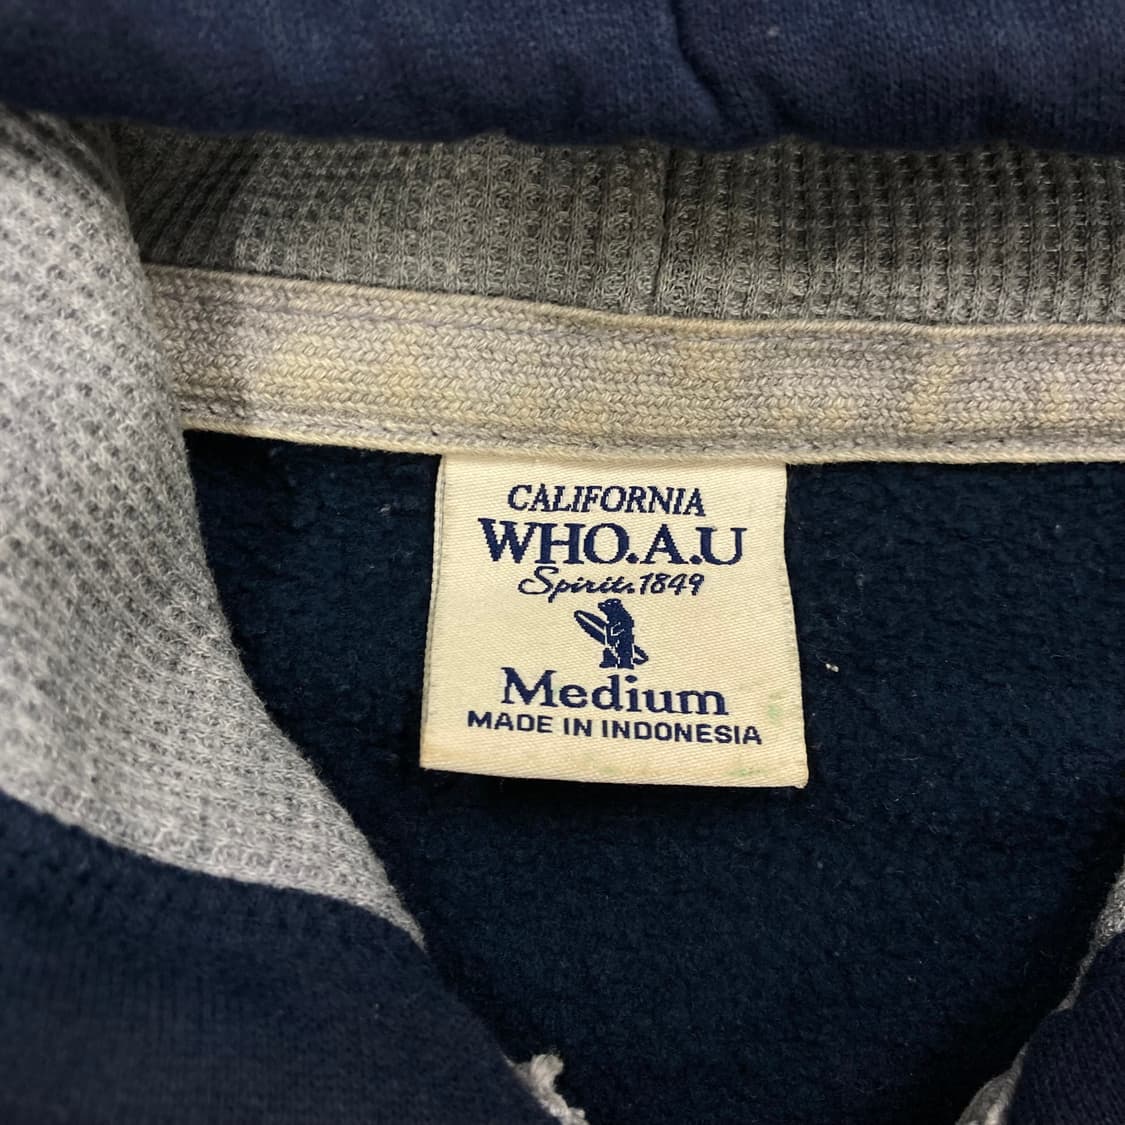 CALIFORNIA
WHO.A.U
Spirit.1849
Medium
MADE IN INDONESIA